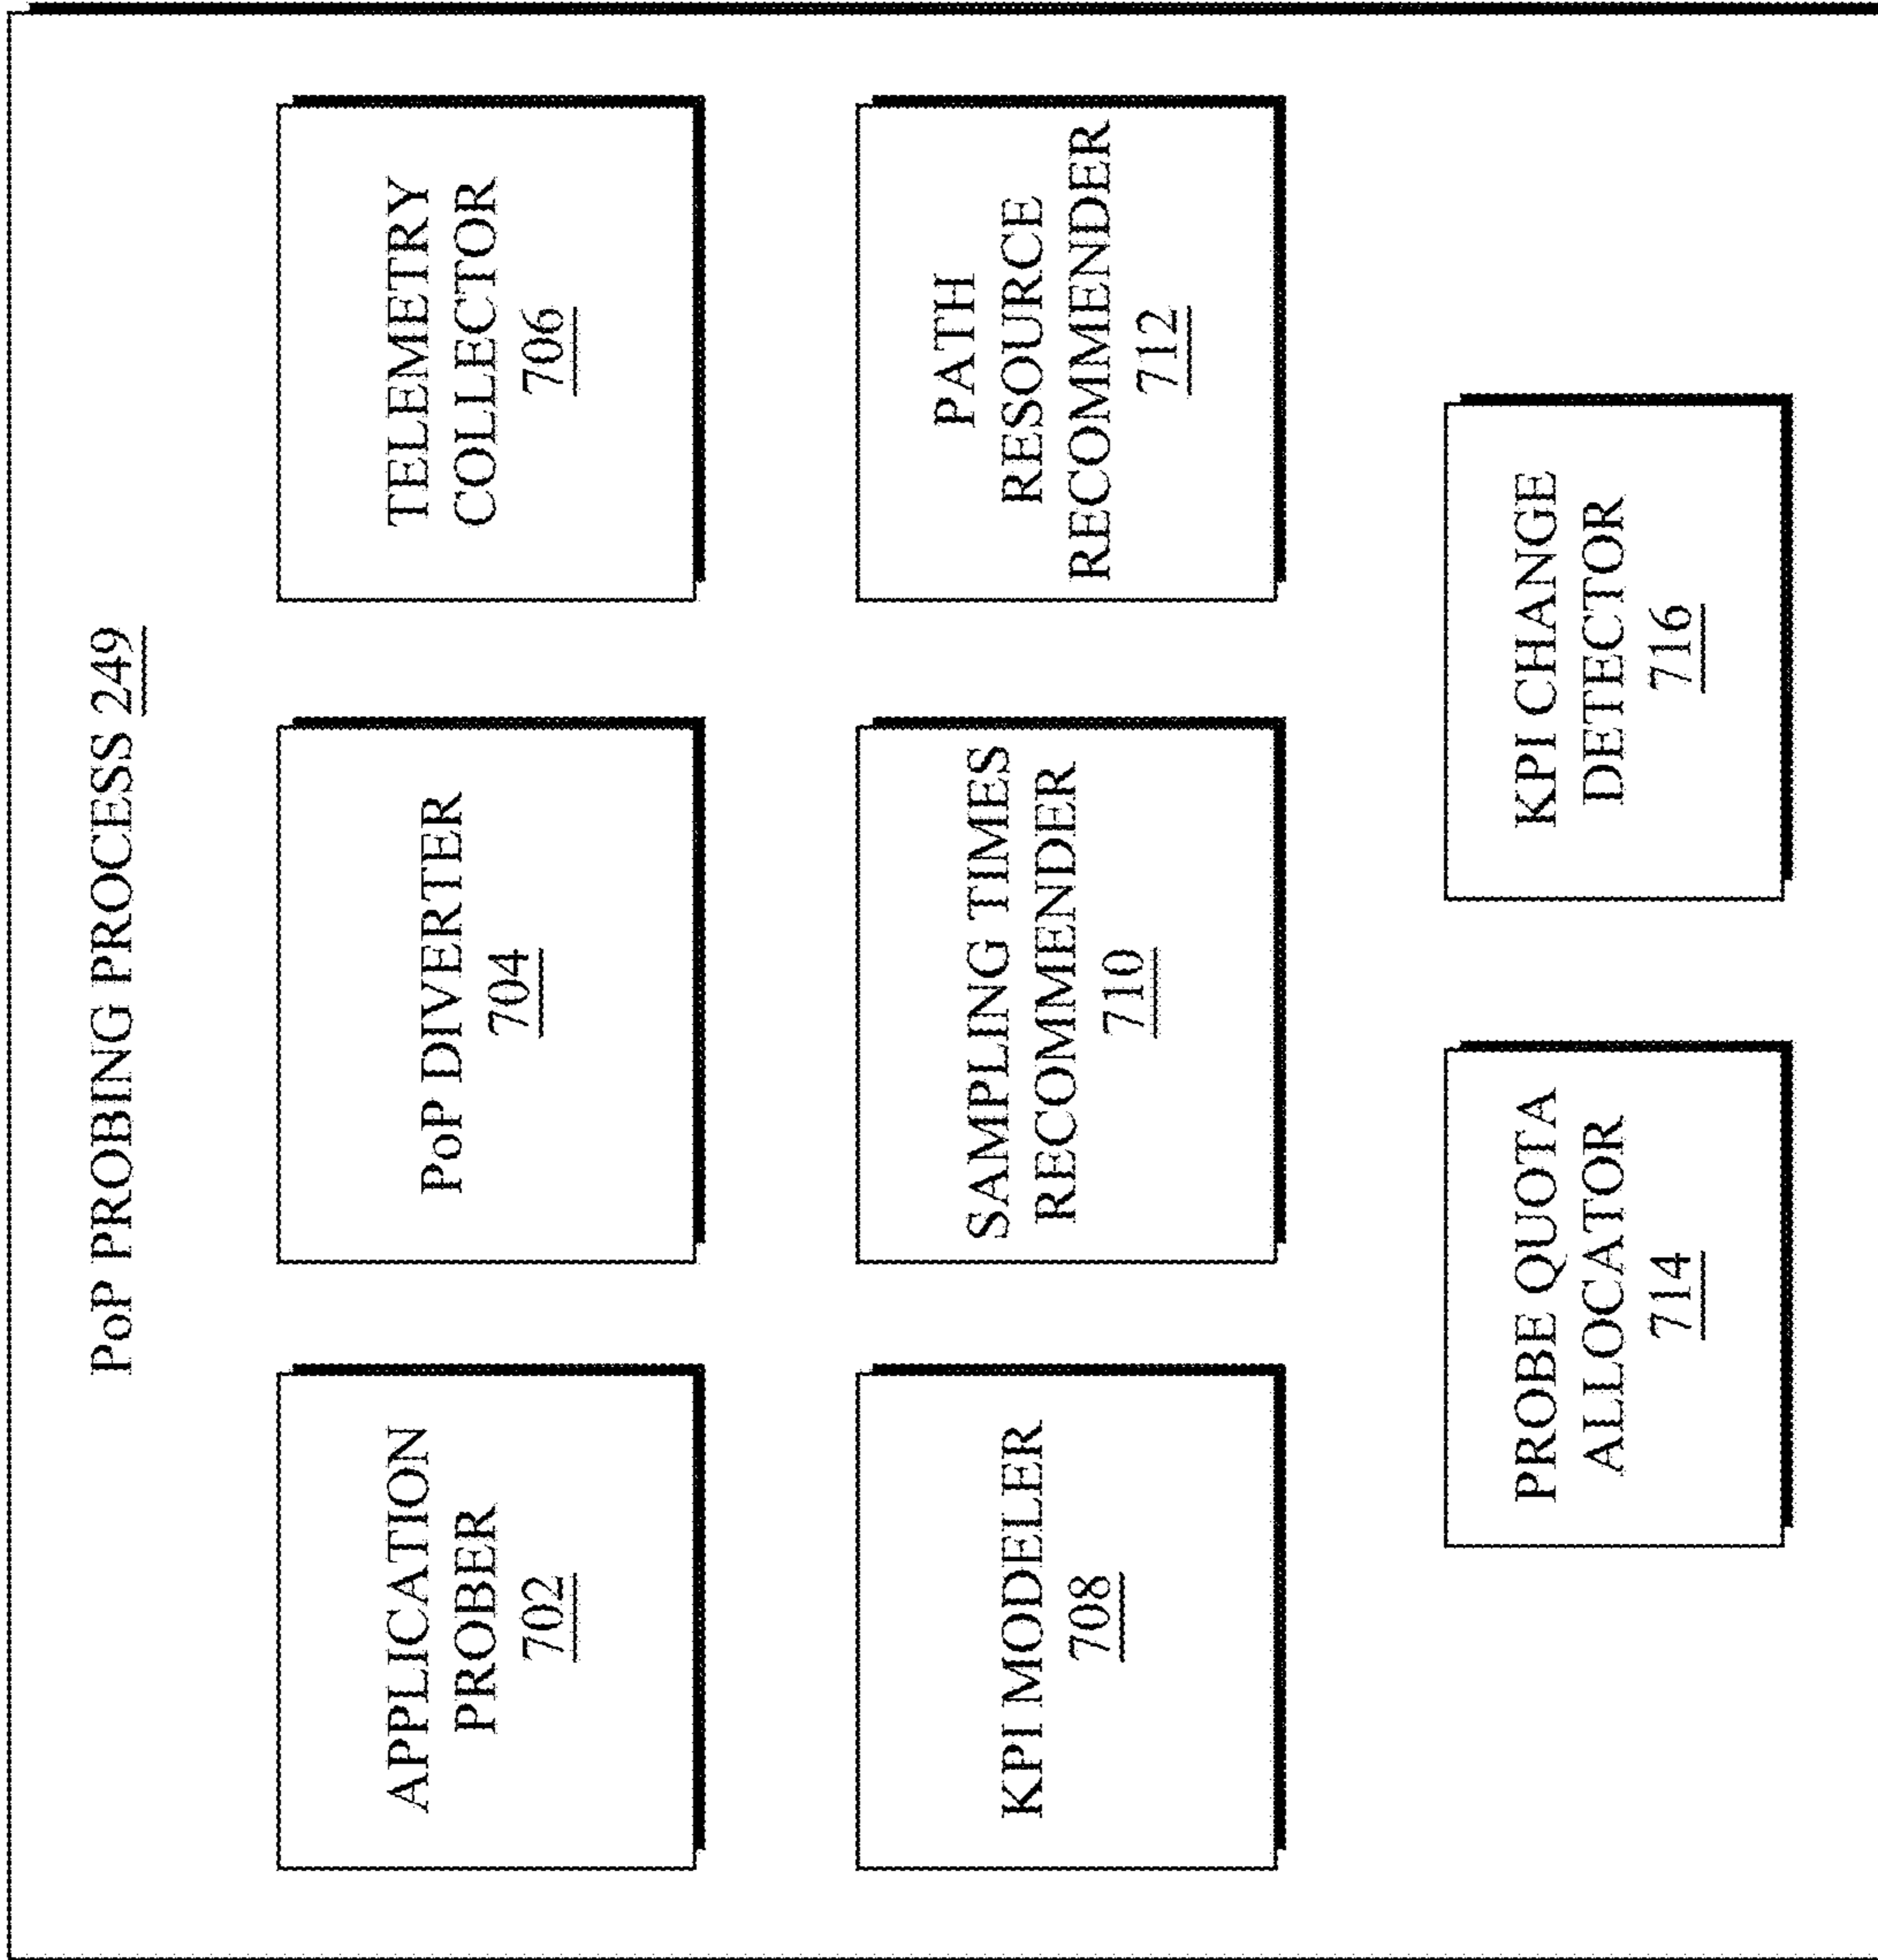 PoP PROBING PROCESS 249
APPLICATION
PROBER
702
PoP DIVERTER
704
TELEMETRY
COLLECTOR
706
KPI MODELER
708
SAMPLING TIMES
RECOMMENDER
710
PATH
RESOURCE
RECOMMENDER
712
PROBE QUOTA
ALLOCATOR
714
KPI CHANGE
DETECTOR
716